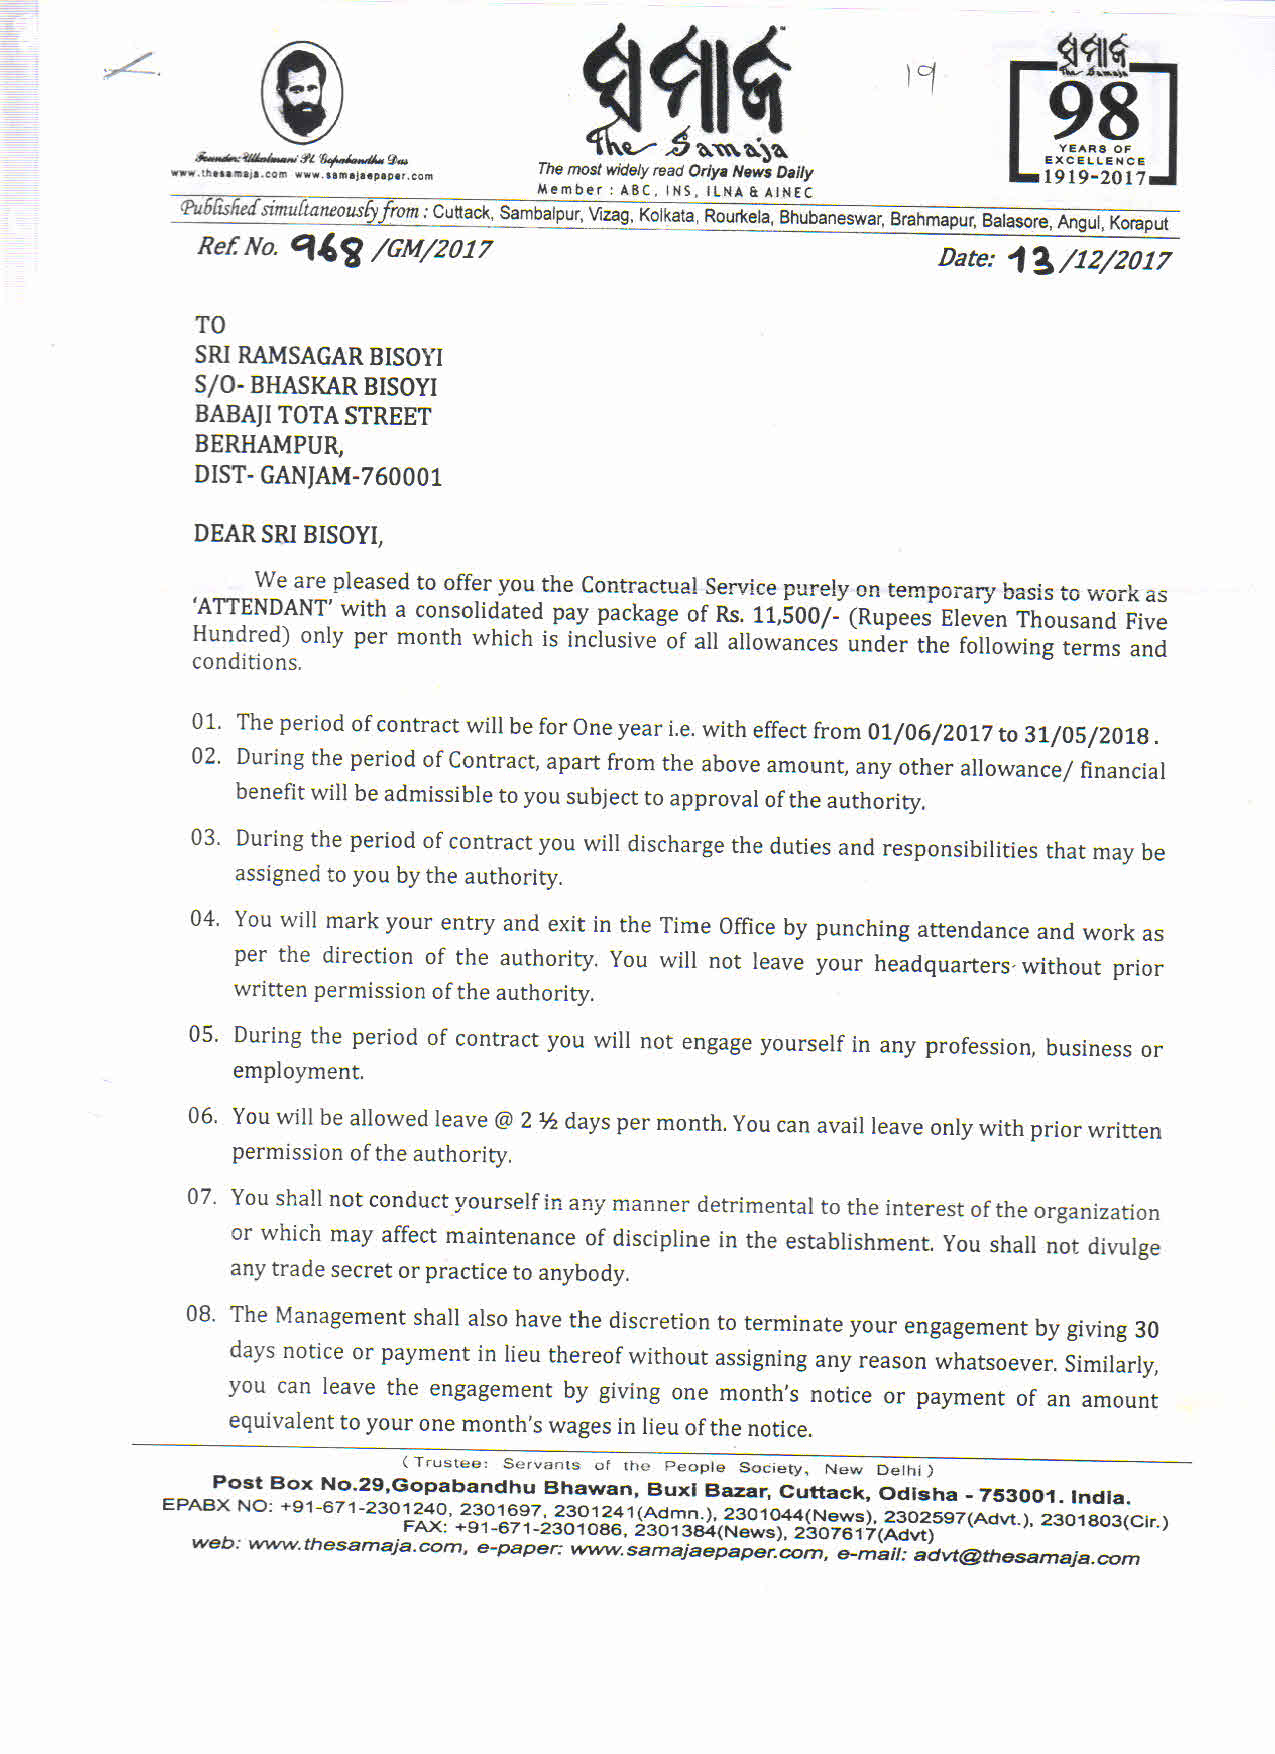 ସମାଜ
The Samaja
The most widely read Oriya News Daily
Member : ABC, INS, ILNA & AINEC
19
ସମାଜ
The Samaja
98
YEARS OF
EXCELLENCE
1919-2017
Founder: Utkalmani Pt. Gopabandhu Das
www.thesamaja.com www.samajaepaper.com
Published simultaneously from : Cuttack, Sambalpur, Vizag, Kolkata, Rourkela, Bhubaneswar, Brahmapur, Balasore, Angul, Koraput
Ref. No. 968 /GM/2017
Date: 13 /12/2017
TO
SRI RAMSAGAR BISOYI
S/O- BHASKAR BISOYI
BABAJI TOTA STREET
BERHAMPUR,
DIST- GANJAM-760001
DEAR SRI BISOYI,
We are pleased to offer you the Contractual Service purely on temporary basis to work as
‘ATTENDANT’ with a consolidated pay package of Rs. 11,500/- (Rupees Eleven Thousand Five
Hundred) only per month which is inclusive of all allowances under the following terms and
conditions.
01. The period of contract will be for One year i.e. with effect from 01/06/2017 to 31/05/2018.
02. During the period of Contract, apart from the above amount, any other allowance/ financial
benefit will be admissible to you subject to approval of the authority.
03. During the period of contract you will discharge the duties and responsibilities that may be
assigned to you by the authority.
04. You will mark your entry and exit in the Time Office by punching attendance and work as
per the direction of the authority. You will not leave your headquarters without prior
written permission of the authority.
05. During the period of contract you will not engage yourself in any profession, business or
employment.
06. You will be allowed leave @ 2 ½ days per month. You can avail leave only with prior written
permission of the authority.
07. You shall not conduct yourself in any manner detrimental to the interest of the organization
or which may affect maintenance of discipline in the establishment. You shall not divulge
any trade secret or practice to anybody.
08. The Management shall also have the discretion to terminate your engagement by giving 30
days notice or payment in lieu thereof without assigning any reason whatsoever. Similarly,
you can leave the engagement by giving one month's notice or payment of an amount
equivalent to your one month's wages in lieu of the notice.
(Trustee: Servants of the People Society, New Delhi)
Post Box No.29,Gopabandhu Bhawan, Buxi Bazar, Cuttack, Odisha - 753001. India.
EPABX NO: +91-671-2301240, 2301697, 2301241(Admn.), 2301044(News), 2302597(Advt.), 2301803(Cir.)
FAX: +91-671-2301086, 2301384(News), 2307617(Advt)
web: www.thesamaja.com, e-paper: www.samajaepaper.com, e-mail: advt@thesamaja.com